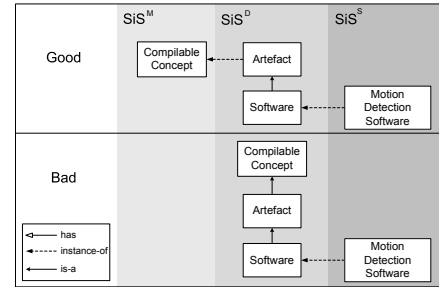 SiS^M SiS^D SiS^S
Good
Compilable
Concept
Artefact
Software
Motion
Detection
Software
Bad
Compilable
Concept
Artefact
Software
Motion
Detection
Software
has
instance-of
is-a